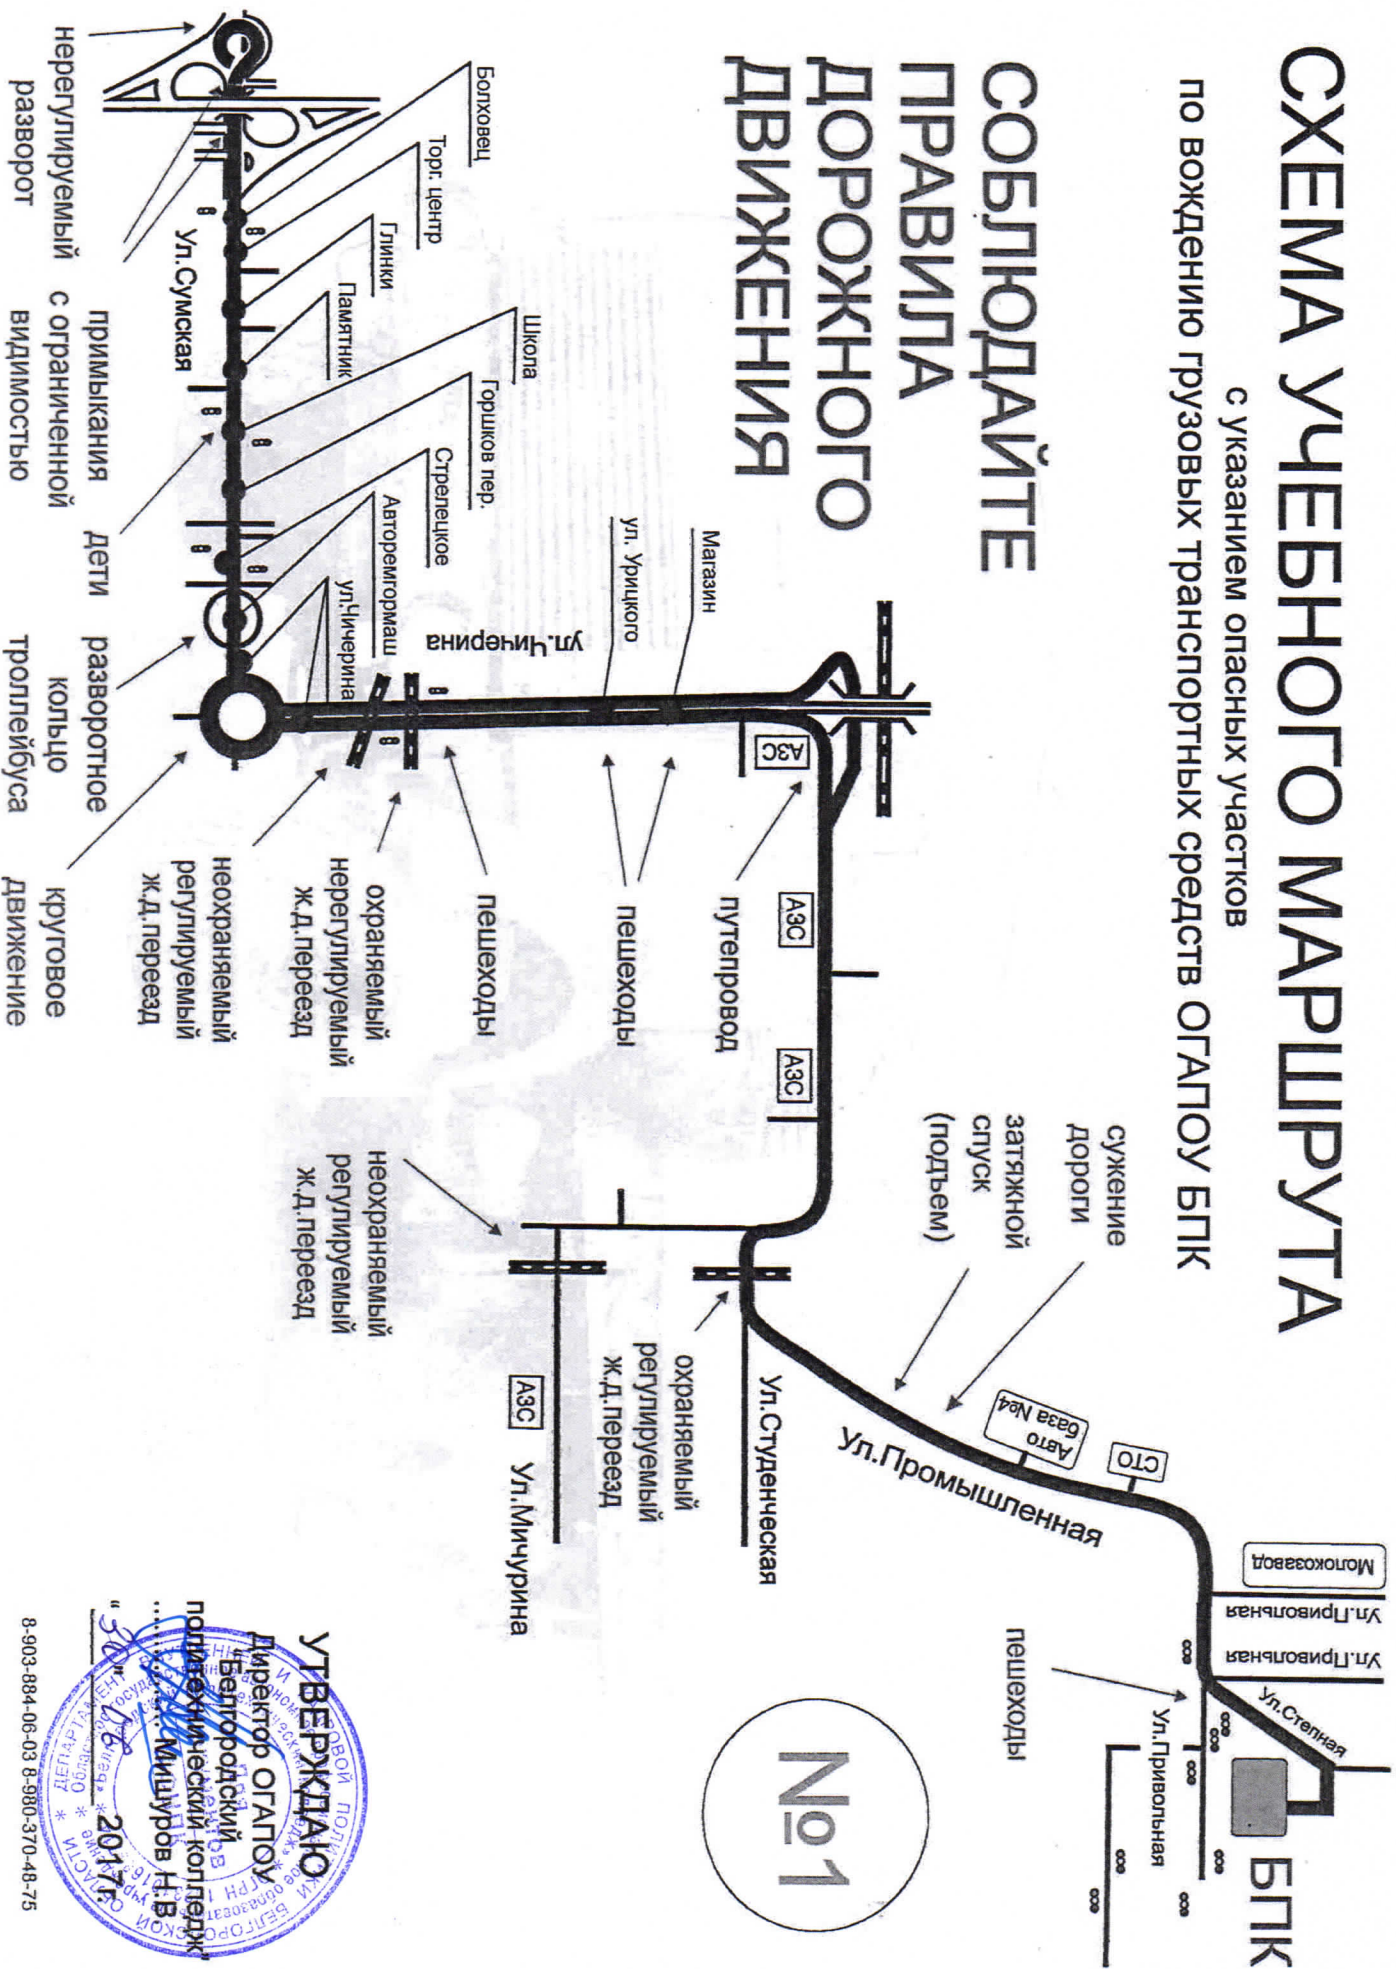 СХЕМА УЧЕБНОГО МАРШРУТА
с указанием опасных участков
по вождению грузовых транспортных средств ОГАПОУ БПК
СОБЛЮДАЙТЕ
ПРАВИЛА
ДОРОЖНОГО
ДВИЖЕНИЯ
Болховец
Торг. центр
Глинки
Памятник
Школа
Горшков пер.
Стрелецкое
Авторемгормаш
ул.Чичерина
ул. Урицкого
Магазин
ул.Чичерина
Ул.Сумская
нерегулируемый
разворот
примыкания
с ограниченной
видимостью
дети
разворотное
кольцо
троллейбуса
круговое
движение
неохраняемый
регулируемый
ж.д.переезд
охраняемый
нерегулируемый
ж.д.переезд
пешеходы
пешеходы
путепровод
АЗС
АЗС
АЗС
сужение
дороги
затяжной
спуск
(подъем)
неохраняемый
регулируемый
ж.д.переезд
охраняемый
регулируемый
ж.д.переезд
АЗС
Ул.Мичурина
Ул.Студенческая
Ул.Промышленная
Авто
база №4
СТО
Молокозавод
Ул.Привольная
Ул.Привольная
Ул.Степная
Ул.Привольная
пешеходы
БПК
№1
УТВЕРЖДАЮ
Директор ОГАПОУ
"Белгородский
политехнический колледж"
Мишуров Н.В.
"30" 2017г.
8-903-884-06-03 8-980-370-48-75